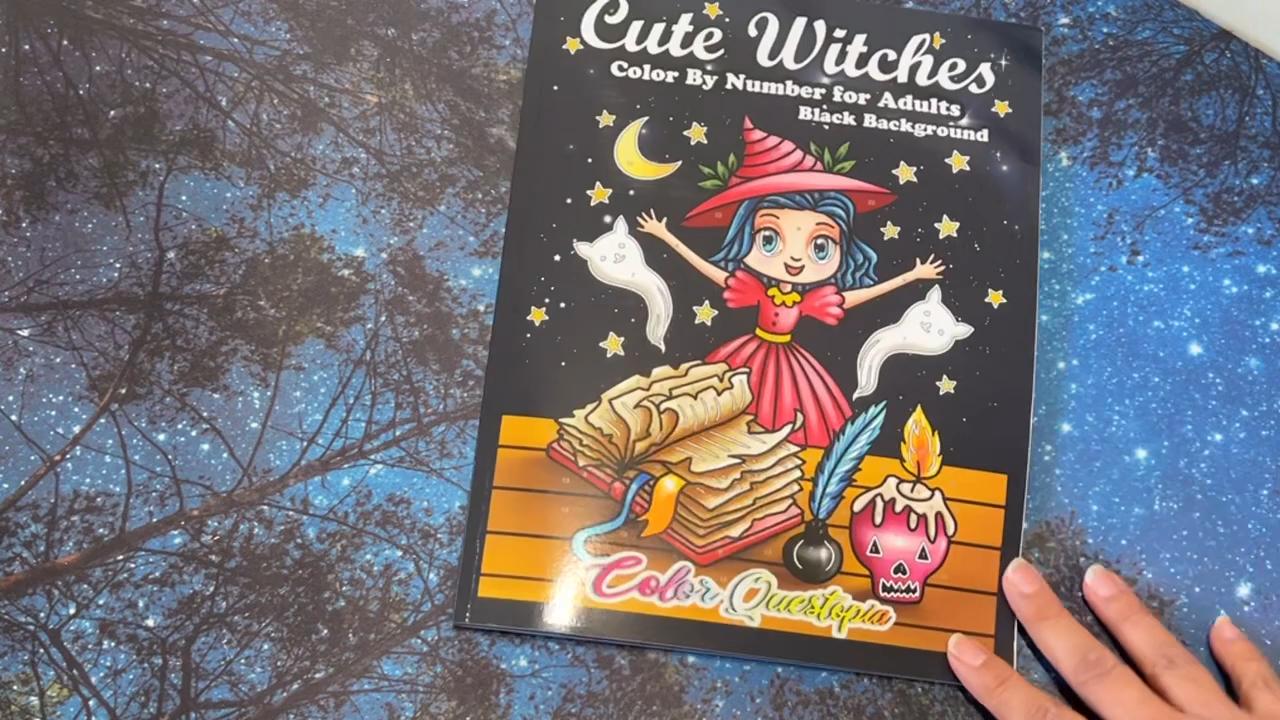 Cute Witches
Color By Number for Adults
Black Background
Color Questopia